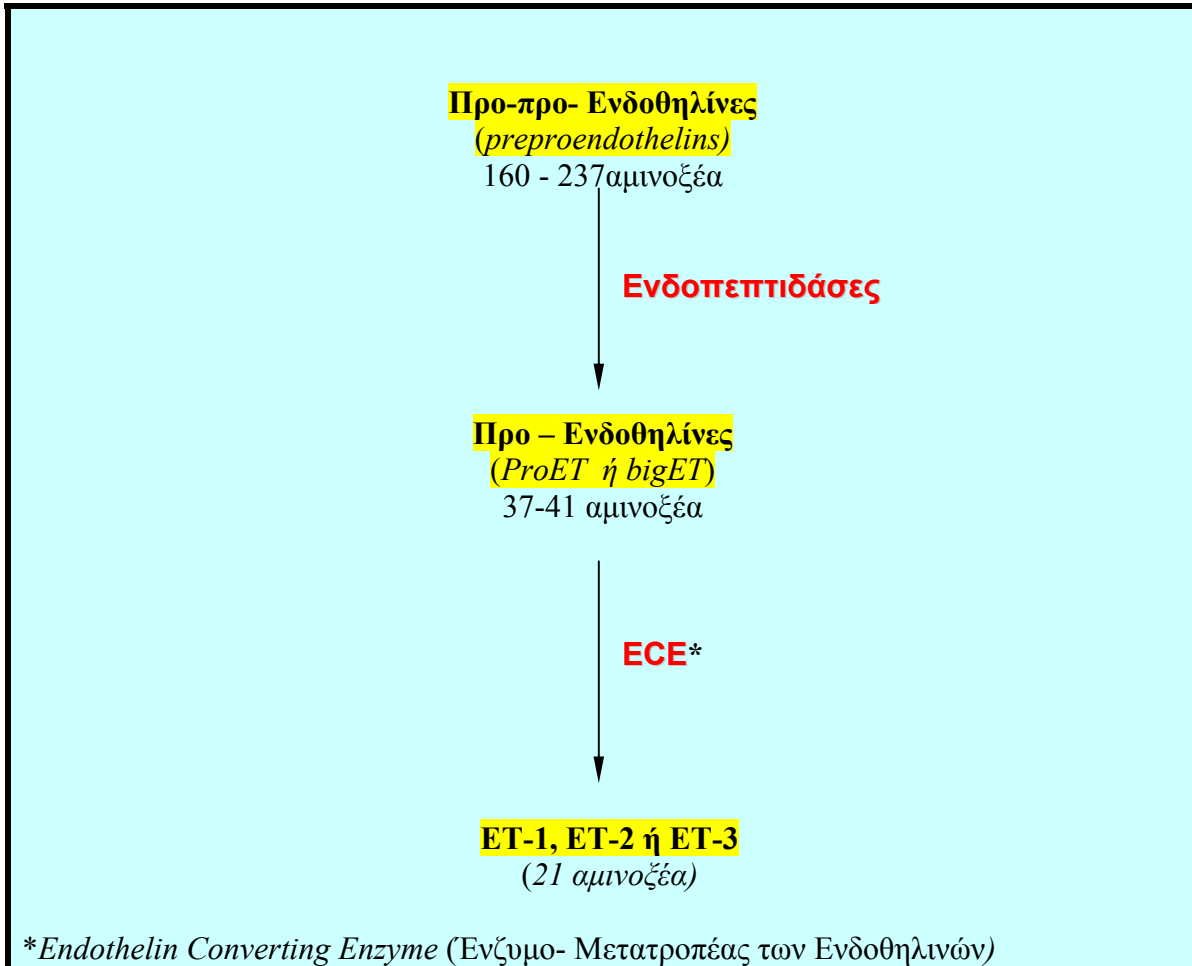 Προ-προ- Ενδοθηλίνες
(preproendothelins)
160 - 237αμινοξέα
Ενδοπεπτιδάσες
Προ – Ενδοθηλίνες
(ProET ή bigET)
37-41 αμινοξέα
ECE*
ET-1, ET-2 ή ET-3
(21 αμινοξέα)
*Endothelin Converting Enzyme (Ένζυμο- Μετατροπέας των Ενδοθηλινών)